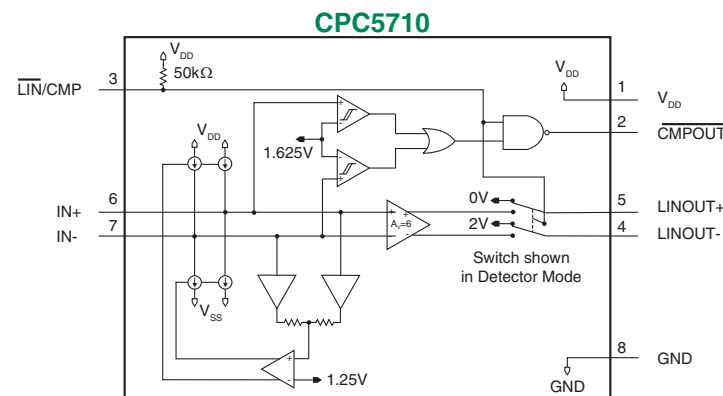 CPC5710
V_DD
50kΩ
3
LIN/CMP
V_DD
1
V_DD
2
CMPOUT
V_DD
1.625V
+
-
-
+
6
IN+
7
IN-
+
-
A_V=6
+
-
0V
2V
5
LINOUT+
4
LINOUT-
Switch shown
in Detector Mode
V_SS
+
-
1.25V
8
GND
GND